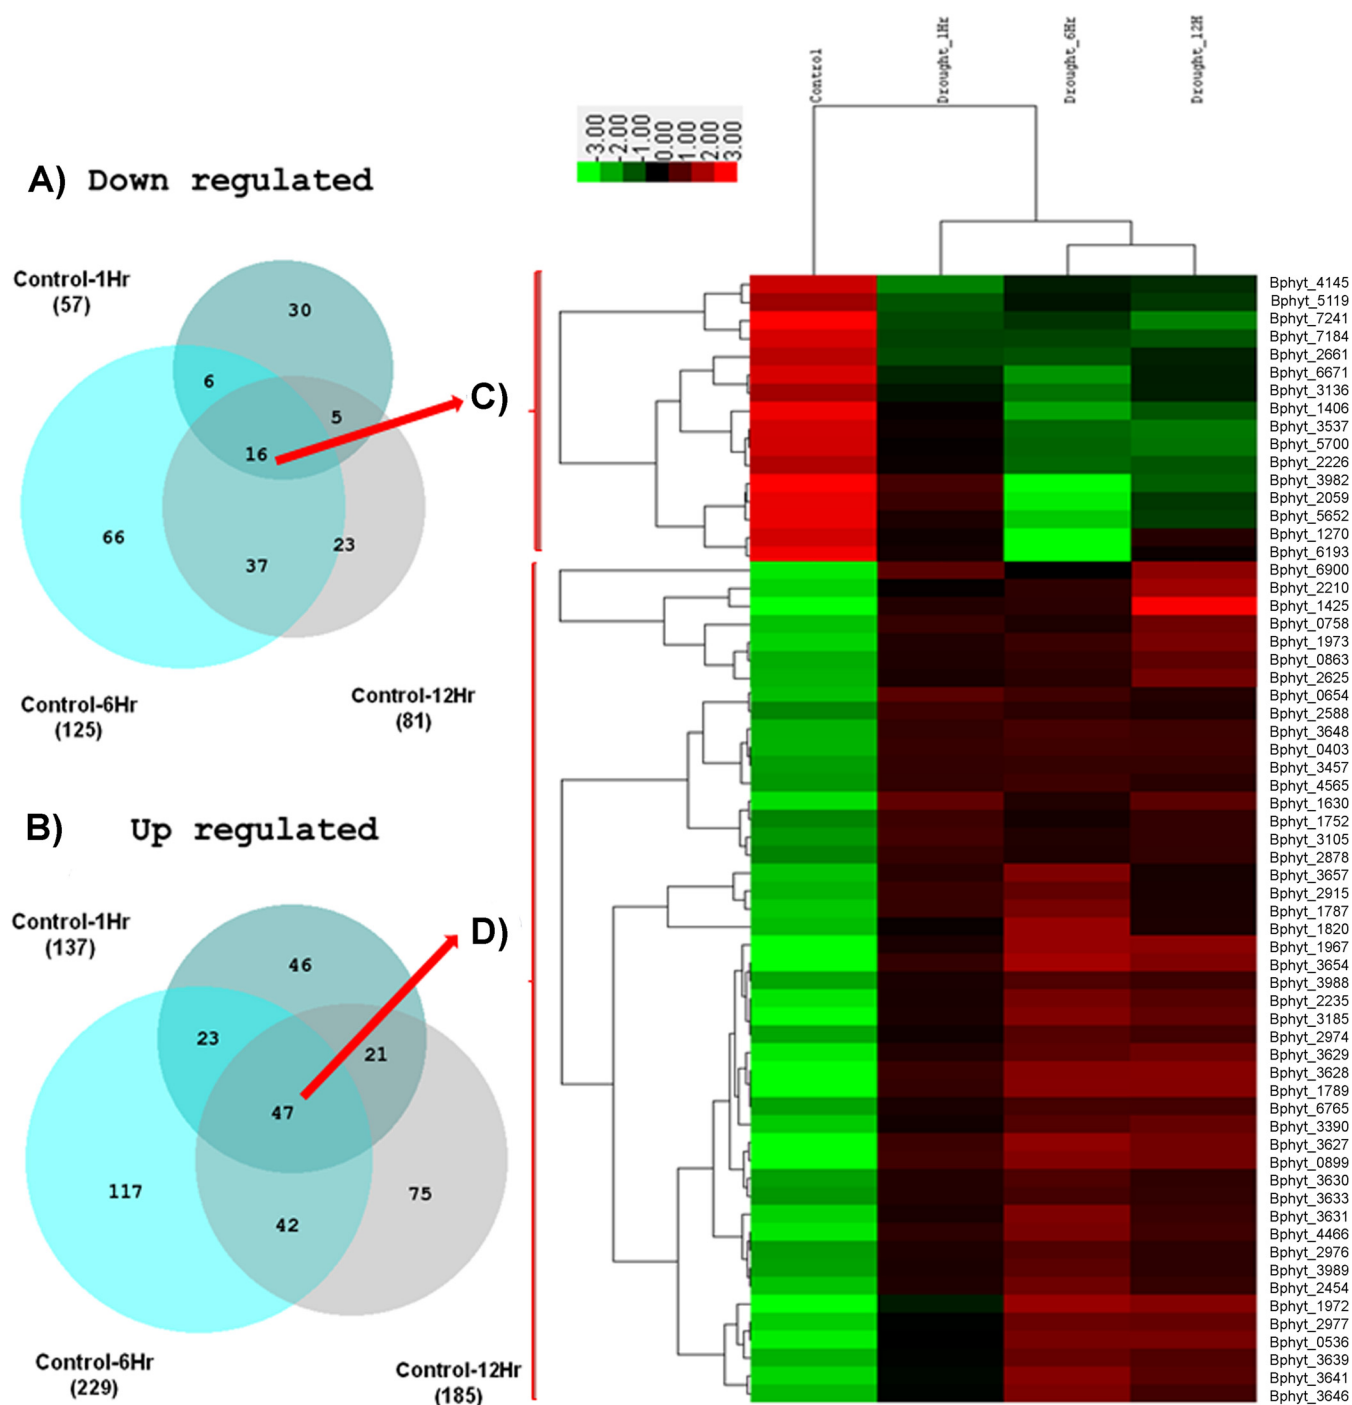 Control
Drought_1Hr
Drought_6Hr
Drought_12H
-3.00
-2.00
-1.00
0.00
1.00
2.00
3.00
A) Down regulated
Control-1Hr
(57)
30
6
5
16
66
37
23
Control-6Hr
(125)
Control-12Hr
(81)
C)
B) Up regulated
Control-1Hr
(137)
46
23
21
47
117
42
75
Control-6Hr
(229)
Control-12Hr
(185)
D)
Bphyt_4145
Bphyt_5119
Bphyt_7241
Bphyt_7184
Bphyt_2661
Bphyt_6671
Bphyt_3136
Bphyt_1406
Bphyt_3537
Bphyt_5700
Bphyt_2226
Bphyt_3982
Bphyt_2059
Bphyt_5652
Bphyt_1270
Bphyt_6193
Bphyt_6900
Bphyt_2210
Bphyt_1425
Bphyt_0758
Bphyt_1973
Bphyt_0863
Bphyt_2625
Bphyt_0654
Bphyt_2588
Bphyt_3648
Bphyt_0403
Bphyt_3457
Bphyt_4565
Bphyt_1630
Bphyt_1752
Bphyt_3105
Bphyt_2878
Bphyt_3657
Bphyt_2915
Bphyt_1787
Bphyt_1820
Bphyt_1967
Bphyt_3654
Bphyt_3988
Bphyt_2235
Bphyt_3185
Bphyt_2974
Bphyt_3629
Bphyt_3628
Bphyt_1789
Bphyt_6765
Bphyt_3390
Bphyt_3627
Bphyt_0899
Bphyt_3630
Bphyt_3633
Bphyt_3631
Bphyt_4466
Bphyt_2976
Bphyt_3989
Bphyt_2454
Bphyt_1972
Bphyt_2977
Bphyt_0536
Bphyt_3639
Bphyt_3641
Bphyt_3646